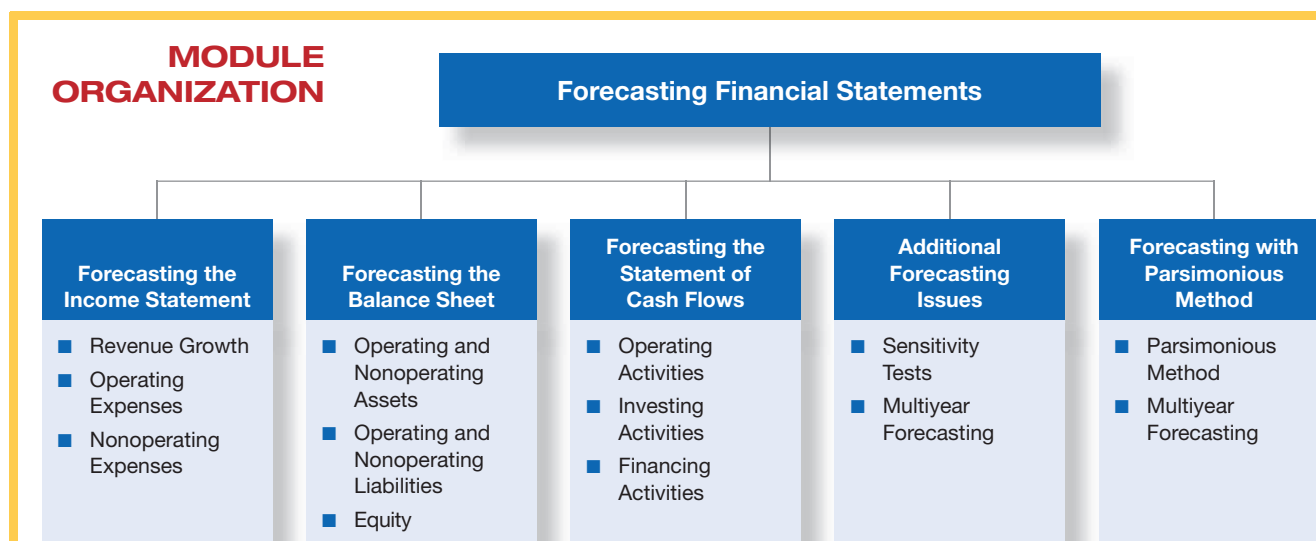 MODULE
ORGANIZATION
Forecasting Financial Statements
Forecasting the
Income Statement
■ Revenue Growth
■ Operating
Expenses
■ Nonoperating
Expenses
Forecasting the
Balance Sheet
■ Operating and
Nonoperating
Assets
■ Operating and
Nonoperating
Liabilities
■ Equity
Forecasting the
Statement of
Cash Flows
■ Operating
Activities
■ Investing
Activities
■ Financing
Activities
Additional
Forecasting
Issues
■ Sensitivity
Tests
■ Multiyear
Forecasting
Forecasting with
Parsimonious
Method
■ Parsimonious
Method
■ Multiyear
Forecasting